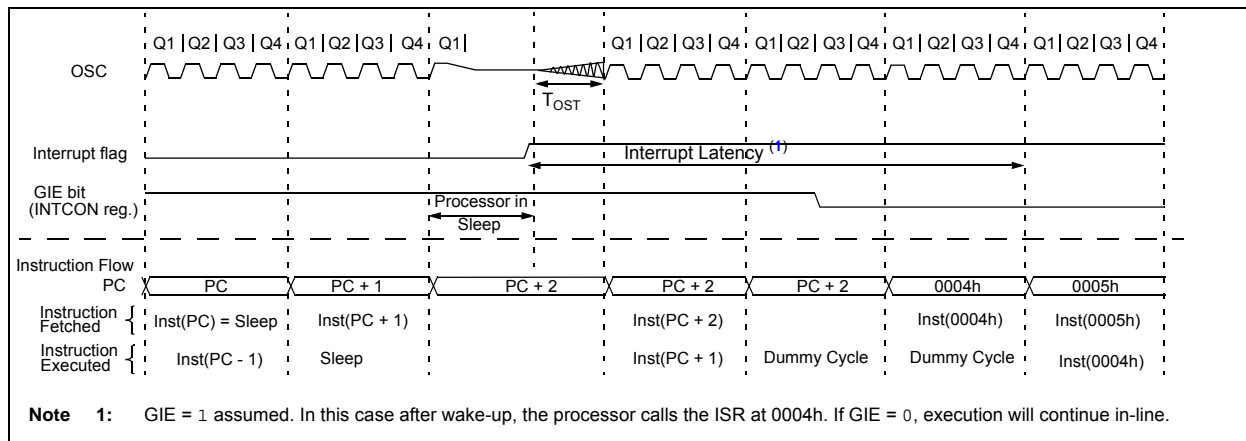 Q1 | Q2 | Q3 | Q4 Q1 | Q2 | Q3 | Q4 Q1 | Q1 | Q2 | Q3 | Q4 Q1 | Q2 | Q3 | Q4 Q1 | Q2 | Q3 | Q4 Q1 | Q2 | Q3 | Q4
OSC
TOST
Interrupt flag
Interrupt Latency (1)
GIE bit
(INTCON reg.)
Processor in
Sleep
Instruction Flow
PC PC PC + 1 PC + 2 PC + 2 PC + 2 0004h 0005h
Instruction
Fetched { Inst(PC) = Sleep Inst(PC + 1) Inst(PC + 2) Inst(0004h) Inst(0005h)
Instruction
Executed { Inst(PC - 1) Sleep Inst(PC + 1) Dummy Cycle Dummy Cycle Inst(0004h)
Note 1: GIE = 1 assumed. In this case after wake-up, the processor calls the ISR at 0004h. If GIE = 0, execution will continue in-line.